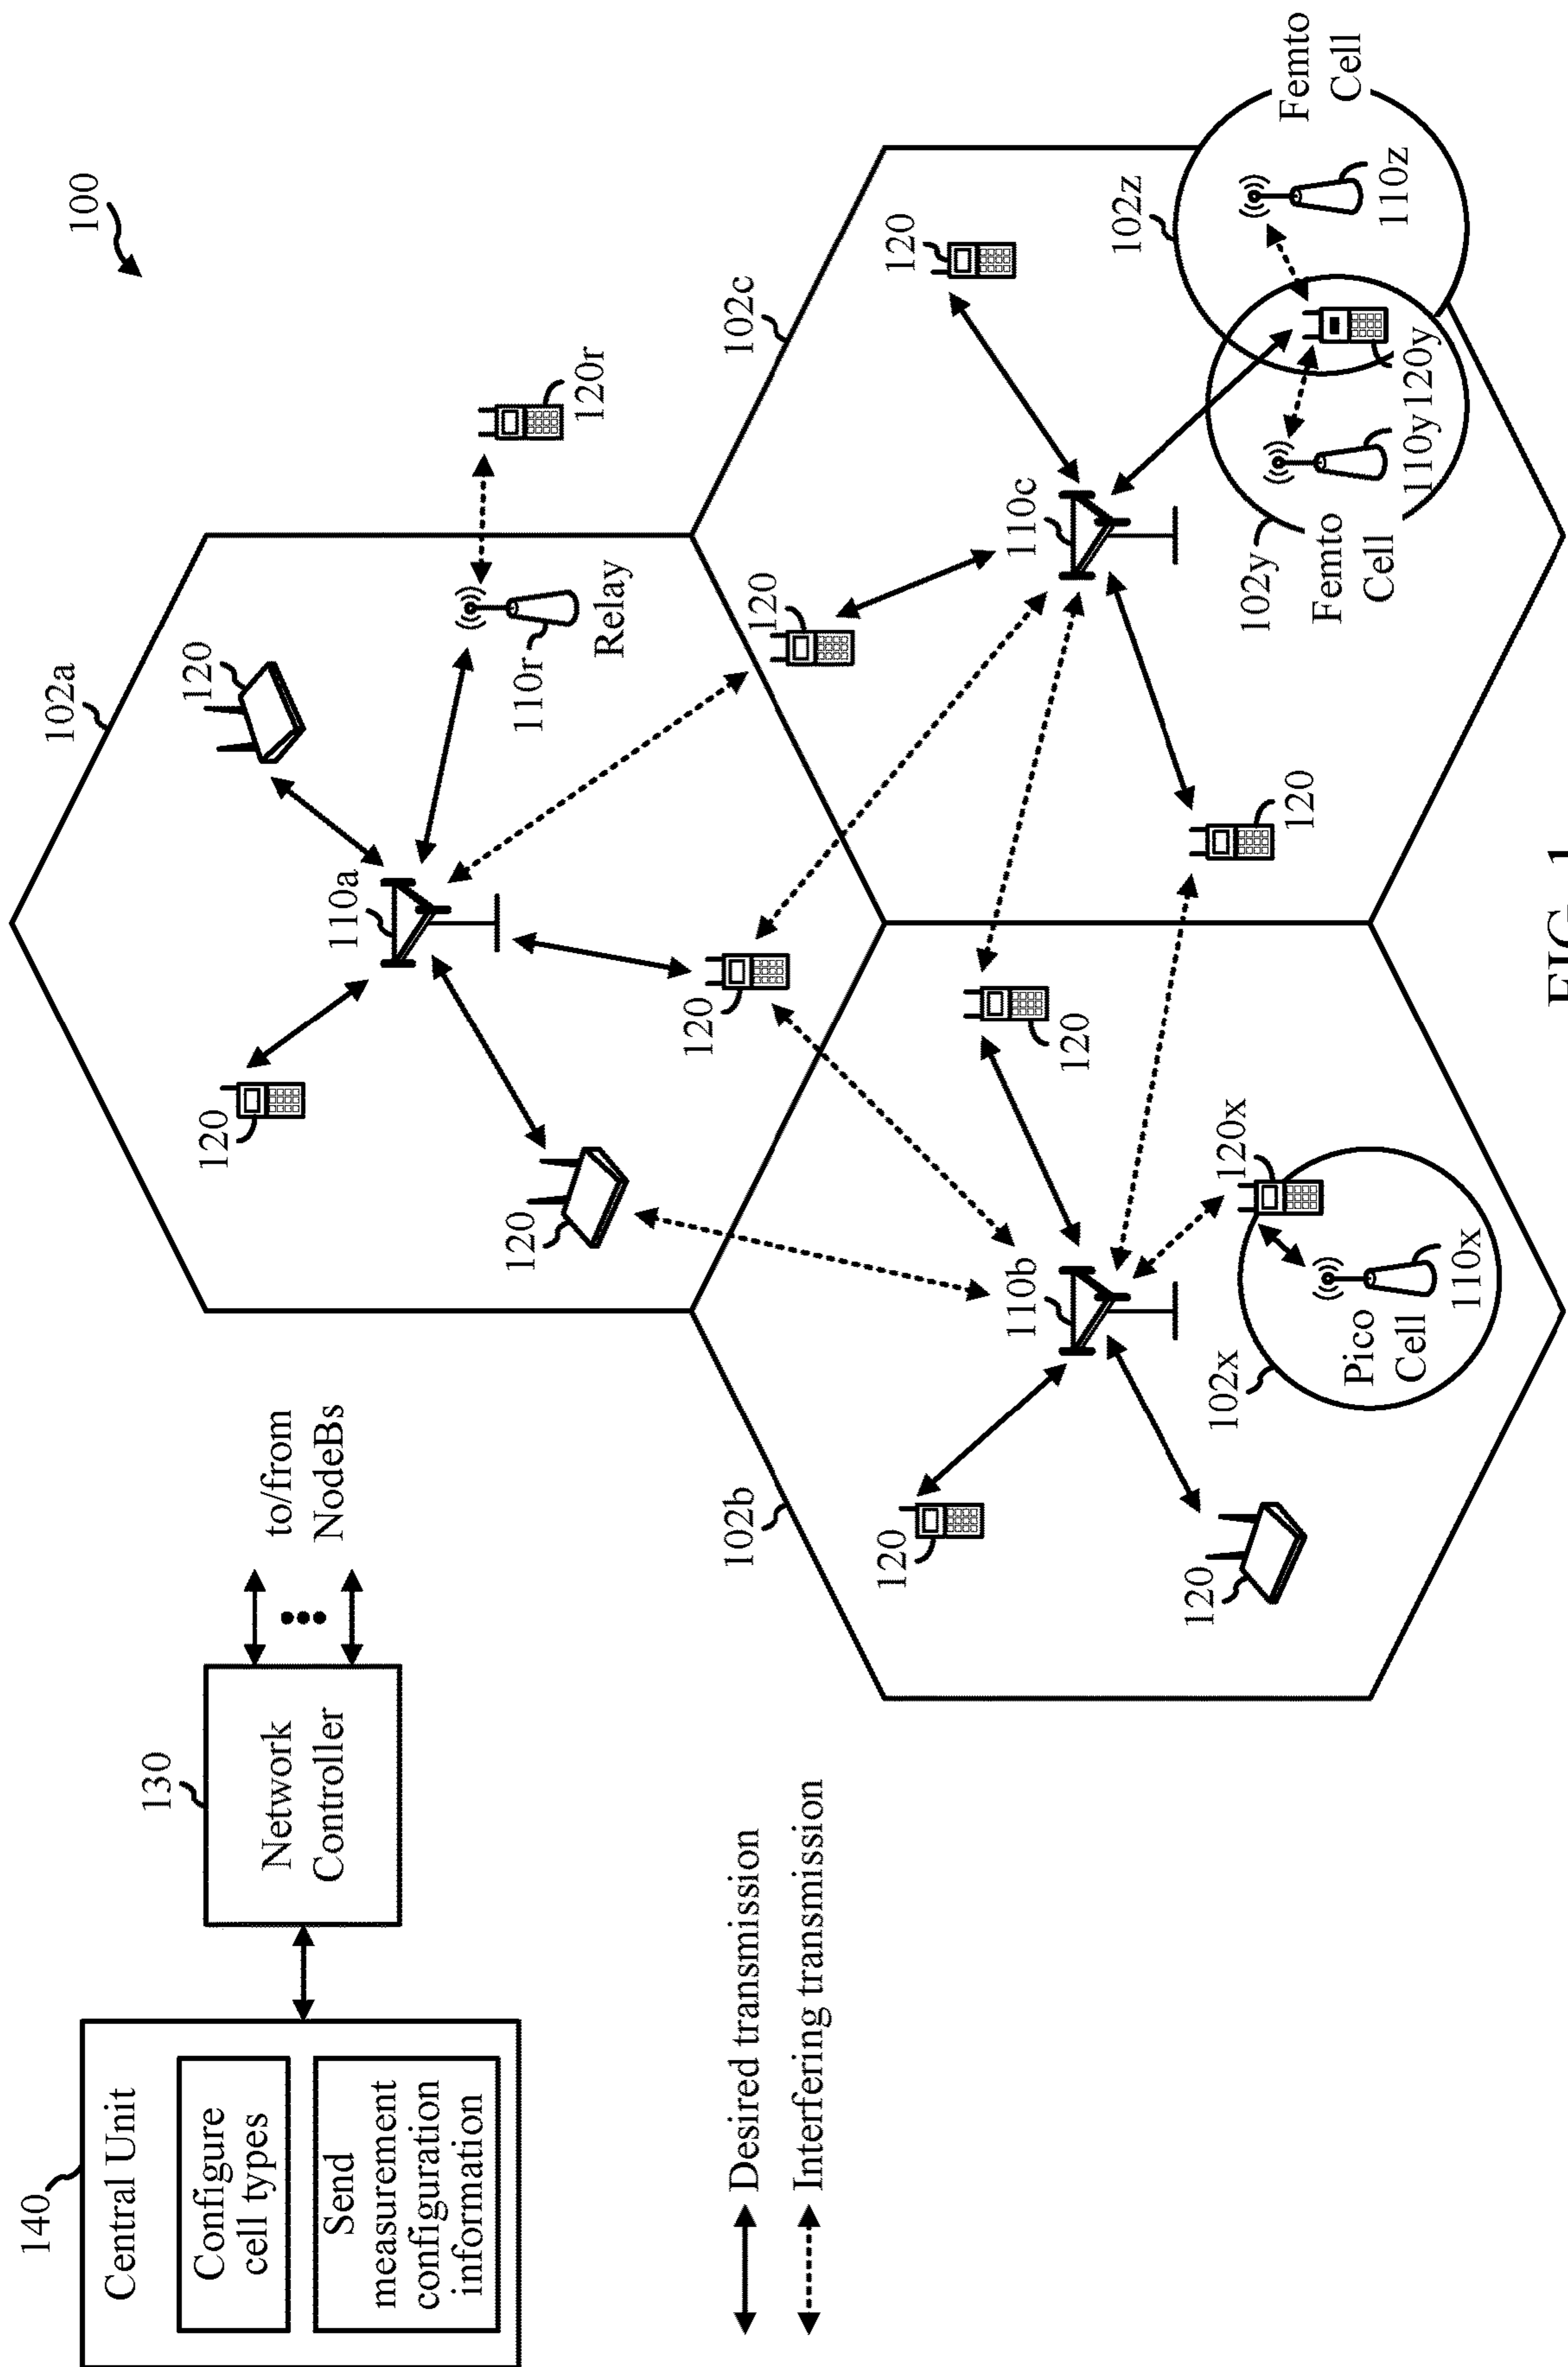 100
140
Central Unit
Configure
cell types
Send
measurement
configuration
information
130
Network
Controller
to/from
NodeBs
Desired transmission
Interfering transmission
102a
120
120
110a
120
120
110r
Relay
120r
102b
120
110b
120
120
102x
Pico
Cell
110x
120x
102c
120
120
110c
120
102y
Femto
Cell
110y
120y
102z
110z
Femto
Cell
FIG. 1